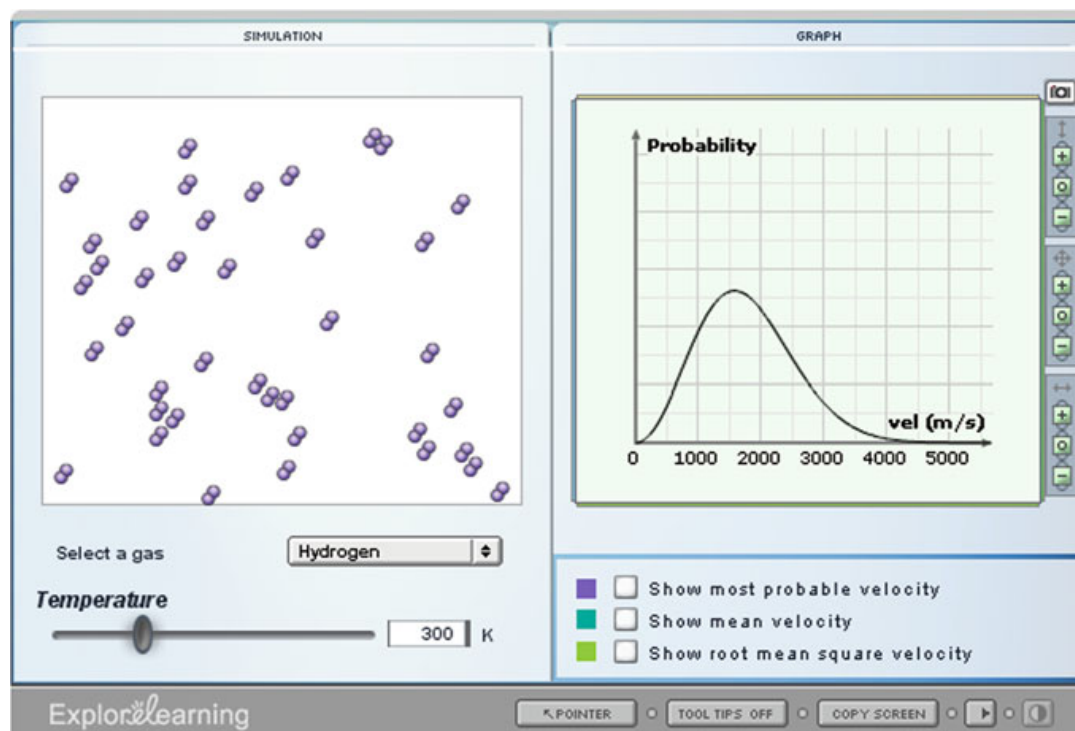 SIMULATION
GRAPH
Probability
vel (m/s)
0 1000 2000 3000 4000 5000
Select a gas
Hydrogen
Temperature
300 K
Show most probable velocity
Show mean velocity
Show root mean square velocity
ExploreLearning
POINTER
TOOL TIPS OFF
COPY SCREEN